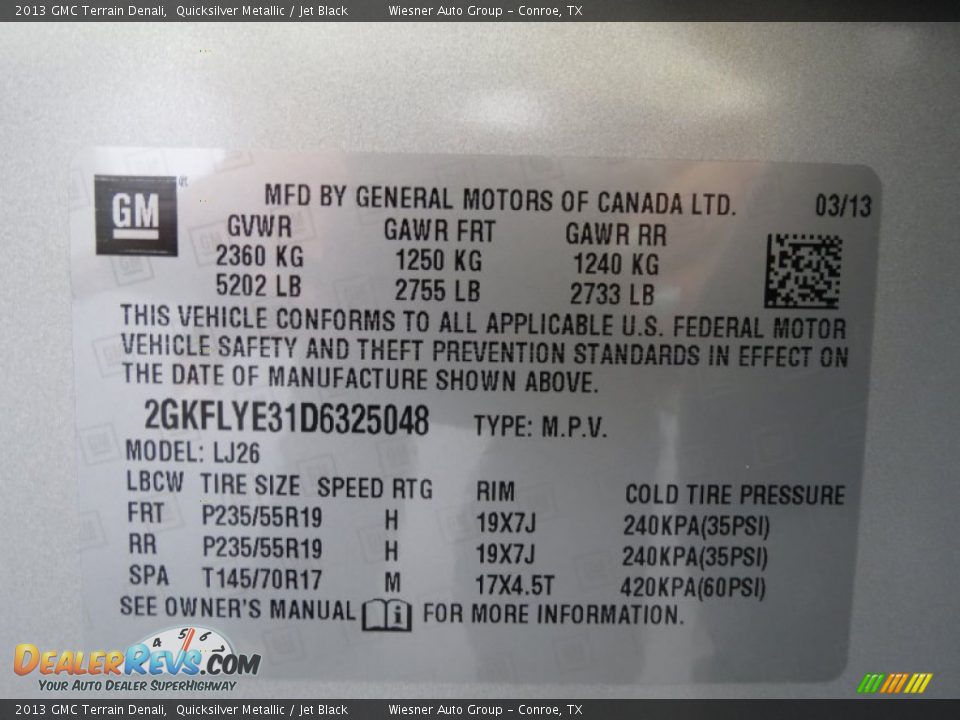 2013 GMC Terrain Denali, Quicksilver Metallic / Jet Black Wiesner Auto Group - Conroe, TX
GM ®
MFD BY GENERAL MOTORS OF CANADA LTD. 03/13
GVWR GAWR FRT GAWR RR
2360 KG 1250 KG 1240 KG
5202 LB 2755 LB 2733 LB
THIS VEHICLE CONFORMS TO ALL APPLICABLE U.S. FEDERAL MOTOR
VEHICLE SAFETY AND THEFT PREVENTION STANDARDS IN EFFECT ON
THE DATE OF MANUFACTURE SHOWN ABOVE.
2GKFLYE31D6325048 TYPE: M.P.V.
MODEL: LJ26
LBCW TIRE SIZE SPEED RTG RIM COLD TIRE PRESSURE
FRT P235/55R19 H 19X7J 240KPA(35PSI)
RR P235/55R19 H 19X7J 240KPA(35PSI)
SPA T145/70R17 M 17X4.5T 420KPA(60PSI)
SEE OWNER'S MANUAL i FOR MORE INFORMATION.
4 5 6
DEALERREVS.COM
YOUR AUTO DEALER SUPERHIGHWAY
2013 GMC Terrain Denali, Quicksilver Metallic / Jet Black Wiesner Auto Group - Conroe, TX